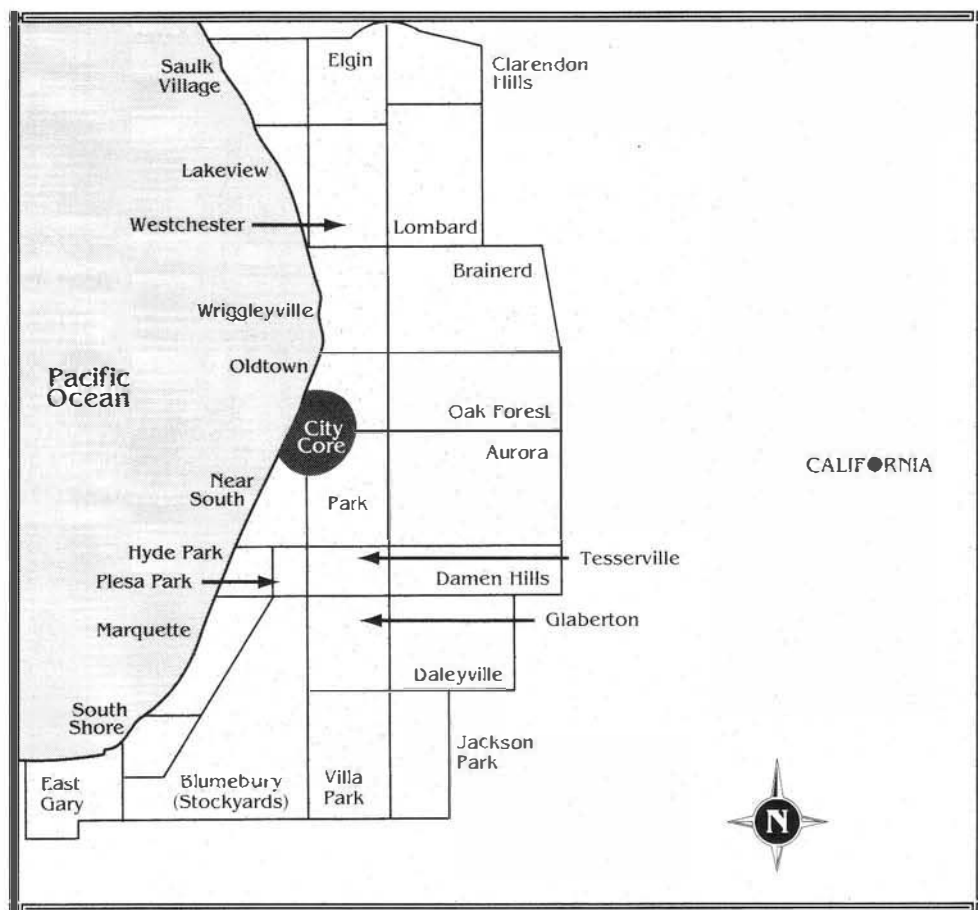 Elgin
Saulk
Village
Clarendon
Hills
Lakeview
Westchester
Lombard
Brainerd
Wriggleyville
Oldtown
Pacific
Ocean
City
Core
Oak Forest
Aurora
CALIFORNIA
Near
South
Park
Hyde Park
Tesserville
Plesa Park
Damen Hills
Marquette
Glaberton
Daleyville
South
Shore
Jackson
Park
East
Gary
Blumebury
(Stockyards)
Villa
Park
N